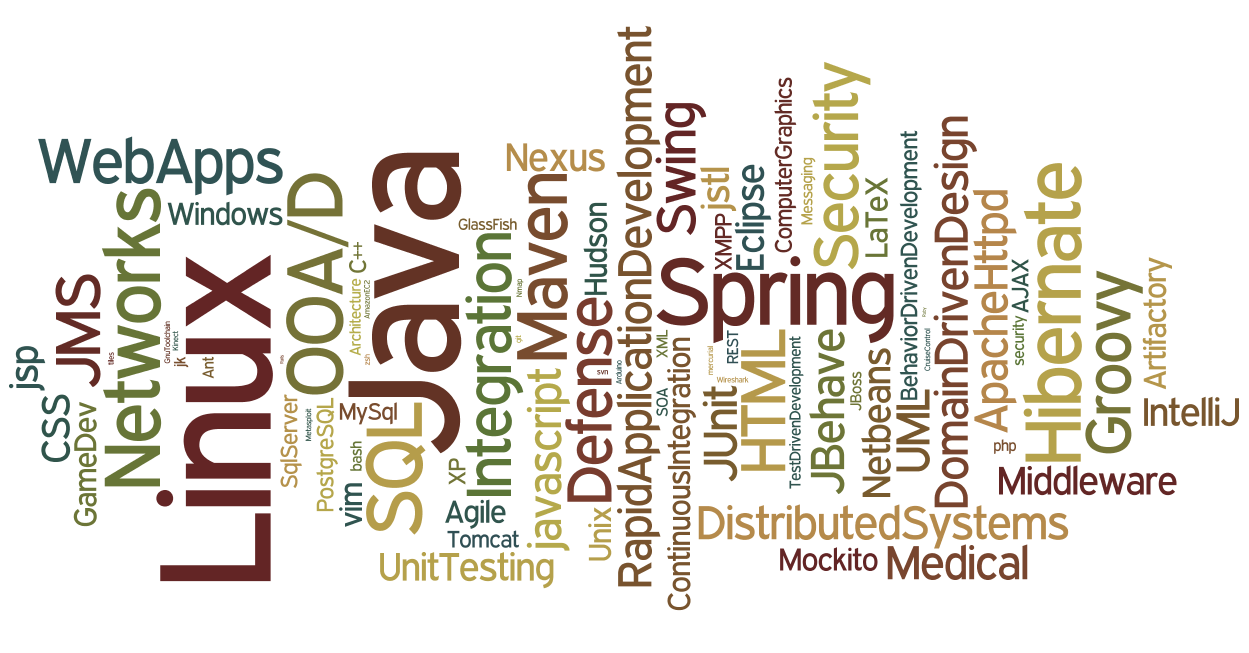 WebApps
Networks
Windows
OOA/D
Java
Linux
JMS
jsp
CSS
GameDev
tiles
GnuToolchain
Kinect
jk
Ant
SqlServer
Metasploit
PostgreSQL
MySql
bash
vim
SQL
Architecture
C++
AmazonEC2
zsh
GlassFish
Integration
XP
Agile
Tomcat
UnitTesting
Nexus
Maven
Nmap
git
javascript
Hudson
Defense
svn
Arduino
Unix
RapidApplicationDevelopment
Swing
jstl
XMPP
Eclipse
ComputerGraphics
Messaging
Security
LaTeX
Spring
XML
SOA
ContinuousIntegration
mercurial
REST
Wireshark
JUnit
HTML
TestDrivenDevelopment
JBehave
JBoss
Netbeans
BehaviorDrivenDevelopment
CruiseControl
UML
DomainDrivenDesign
ApacheHttpd
AJAX
security
php
Hibernate
Groovy
Artifactory
IntelliJ
Middleware
DistributedSystems
Mockito
Medical